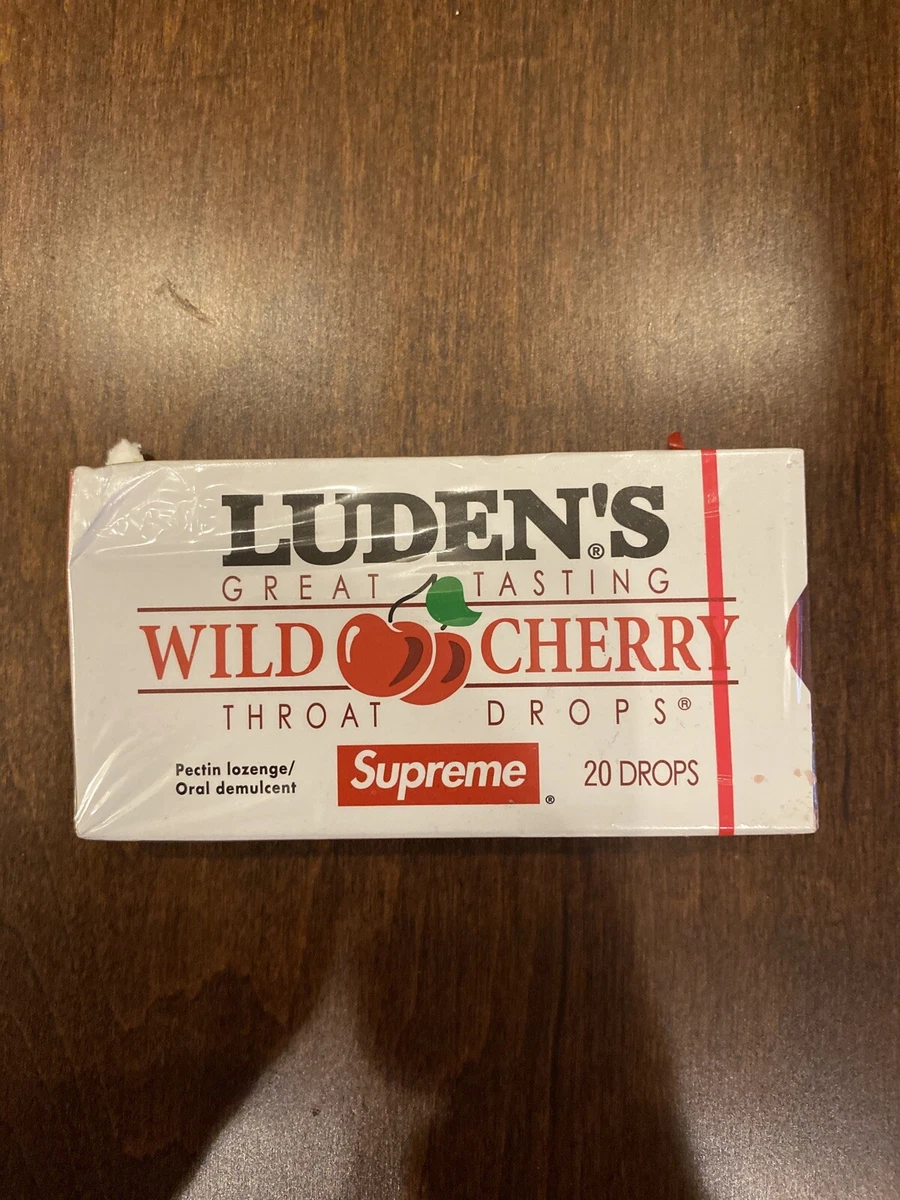 LUDEN'S®
GREAT TASTING
WILD CHERRY
THROAT DROPS®
Pectin lozenge/
Oral demulcent
Supreme®
20 DROPS